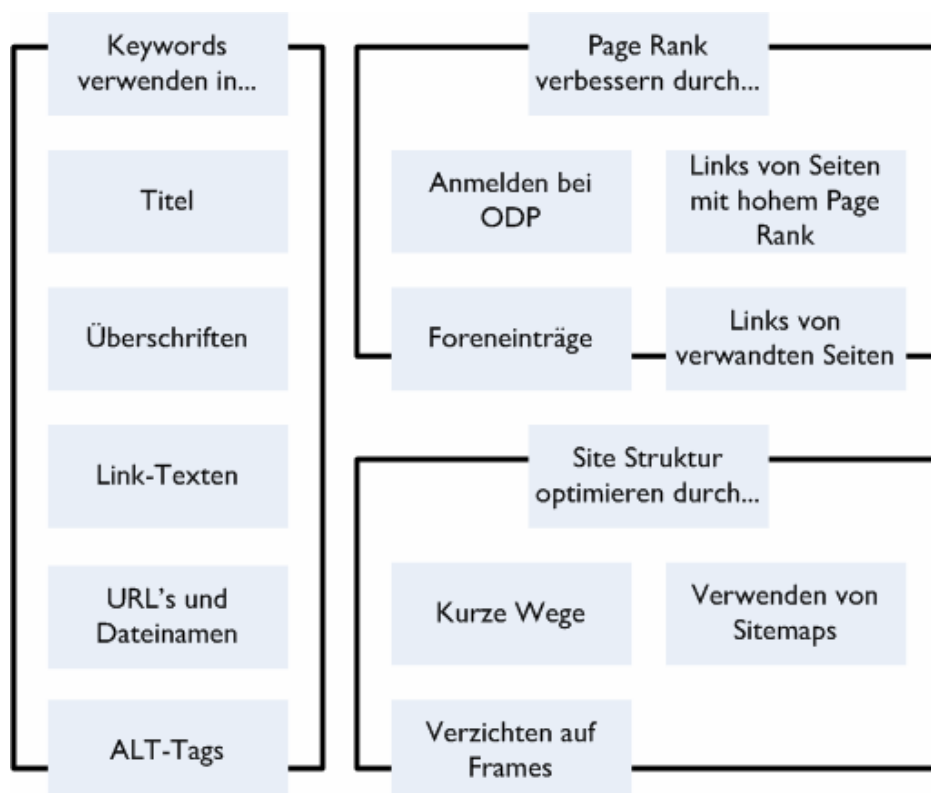 Keywords
verwenden in...
Titel
Überschriften
Link-Texten
URL's und
Dateinamen
ALT-Tags
Page Rank
verbessern durch...
Anmelden bei
ODP
Links von Seiten
mit hohem Page
Rank
Foreneinträge
Links von
verwandten Seiten
Site Struktur
optimieren durch...
Kurze Wege
Verwenden von
Sitemaps
Verzichten auf
Frames